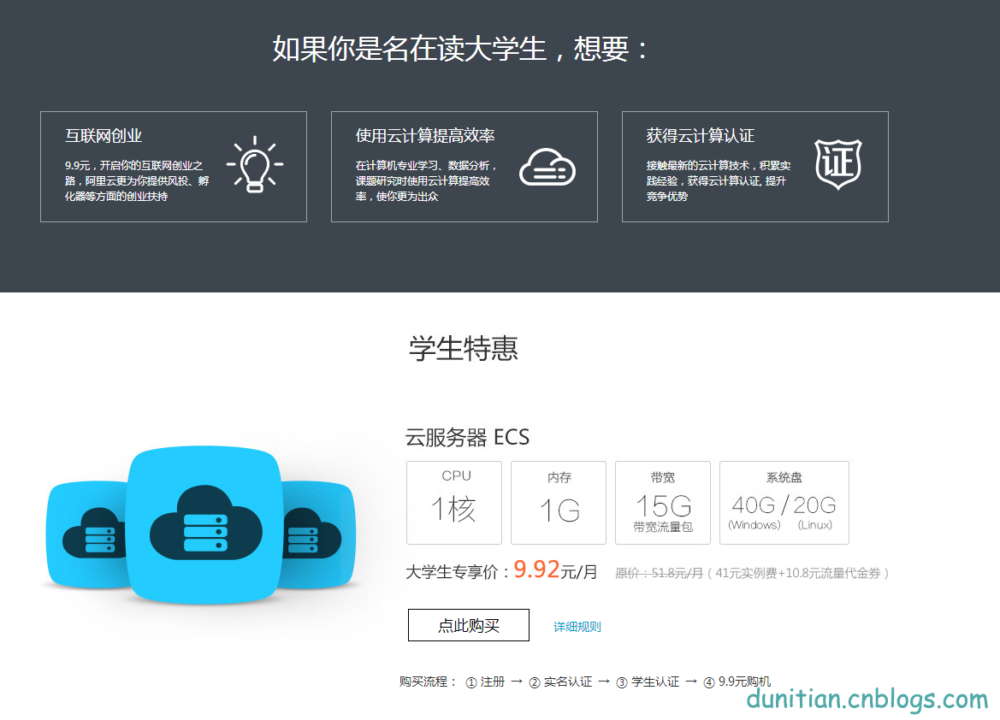 如果你是名在读大学生，想要：
互联网创业
9.9元，开启你的互联网创业之
路，阿里云更为你提供风投、孵
化器等方面的创业扶持
使用云计算提高效率
在计算机专业学习、数据分析，
课题研究时使用云计算提高效
率，使你更为出众
获得云计算认证
接触最新的云计算技术，积累实
践经验，获得云计算认证, 提升
竞争优势
证
学生特惠
云服务器 ECS
CPU
1核
内存
1G
带宽
15G
带宽流量包
系统盘
40G / 20G
(Windows) (Linux)
大学生专享价：9.92元/月 原价：51.8元/月（41元实例费+10.8元流量代金券）
点此购买 详细规则
购买流程： ① 注册 → ② 实名认证 → ③ 学生认证 → ④ 9.9元购机
dunitian.cnblogs.com